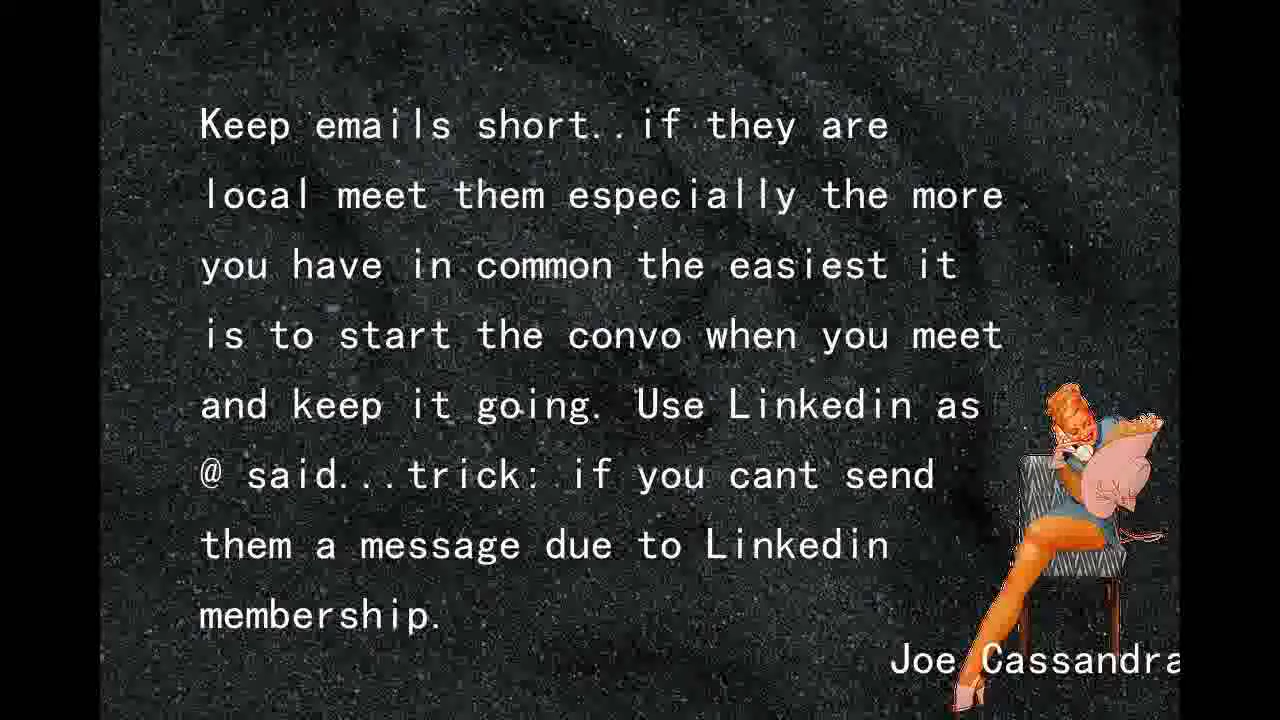 Keep emails short..if they are
local meet them especially the more
you have in common the easiest it
is to start the convo when you meet
and keep it going. Use Linkedin as
@ said...trick: if you cant send
them a message due to Linkedin
membership.
Joe Cassandra